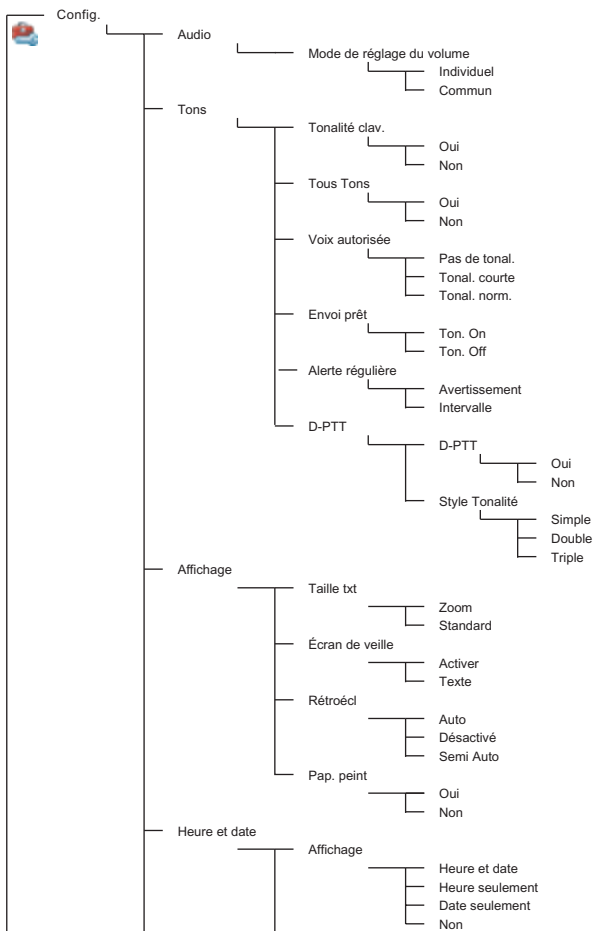 Config.
Audio
Mode de réglage du volume
Individuel
Commun
Tons
Tonalité clav.
Oui
Non
Tous Tons
Oui
Non
Voix autorisée
Pas de tonal.
Tonal. courte
Tonal. norm.
Envoi prêt
Ton. On
Ton. Off
Alerte régulière
Avertissement
Intervalle
D-PTT
D-PTT
Oui
Non
Style Tonalité
Simple
Double
Triple
Affichage
Taille txt
Zoom
Standard
Écran de veille
Activer
Texte
Rétroécl
Auto
Désactivé
Semi Auto
Pap. peint
Oui
Non
Heure et date
Affichage
Heure et date
Heure seulement
Date seulement
Non